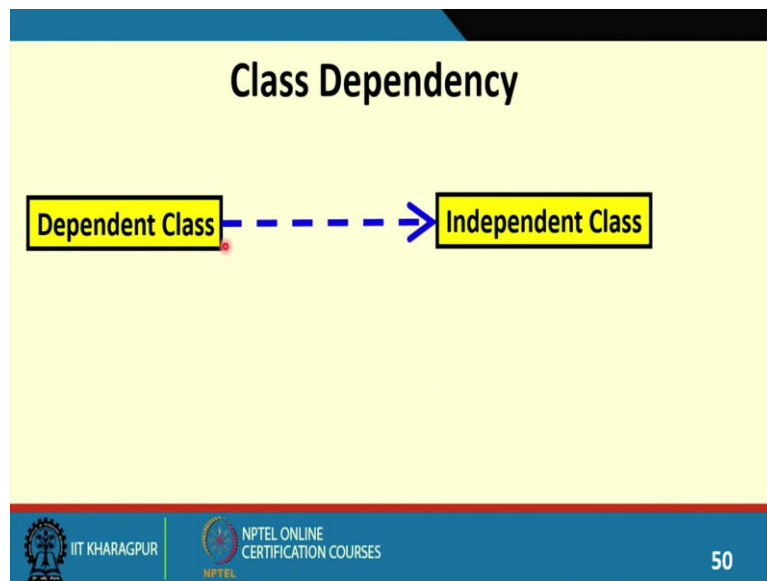 Class Dependency
Dependent Class
Independent Class
IIT KHARAGPUR
NPTEL
NPTEL ONLINE
CERTIFICATION COURSES
50